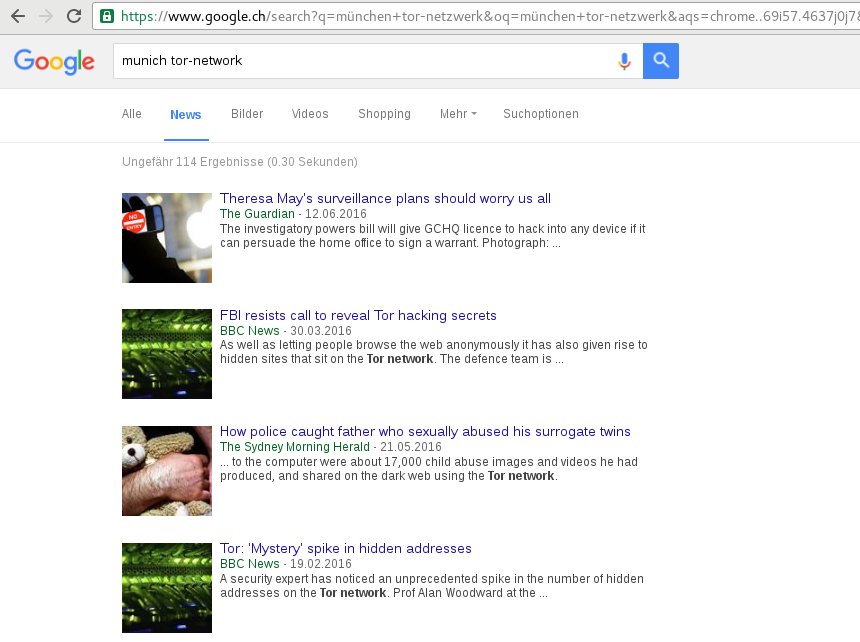 https://www.google.ch/search?q=münchen+tor-netzwerk&oq=münchen+tor-netzwerk&aqs=chrome..69i57.4637j0j7&
Google
munich tor-network
Alle News Bilder Videos Shopping Mehr Suchoptionen
Ungefähr 114 Ergebnisse (0.30 Sekunden)
NO ENTRY
Theresa May's surveillance plans should worry us all
The Guardian - 12.06.2016
The investigatory powers bill will give GCHQ licence to hack into any device if it
can persuade the home office to sign a warrant. Photograph: ...
FBI resists call to reveal Tor hacking secrets
BBC News - 30.03.2016
As well as letting people browse the web anonymously it has also given rise to
hidden sites that sit on the Tor network. The defence team is ...
How police caught father who sexually abused his surrogate twins
The Sydney Morning Herald - 21.05.2016
... to the computer were about 17,000 child abuse images and videos he had
produced, and shared on the dark web using the Tor network.
Tor: 'Mystery' spike in hidden addresses
BBC News - 19.02.2016
A security expert has noticed an unprecedented spike in the number of hidden
addresses on the Tor network. Prof Alan Woodward at the ...